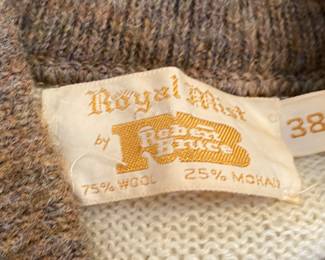 Royal Mist
by Robert Bruce
75% WOOL 25% MOHAIR
38